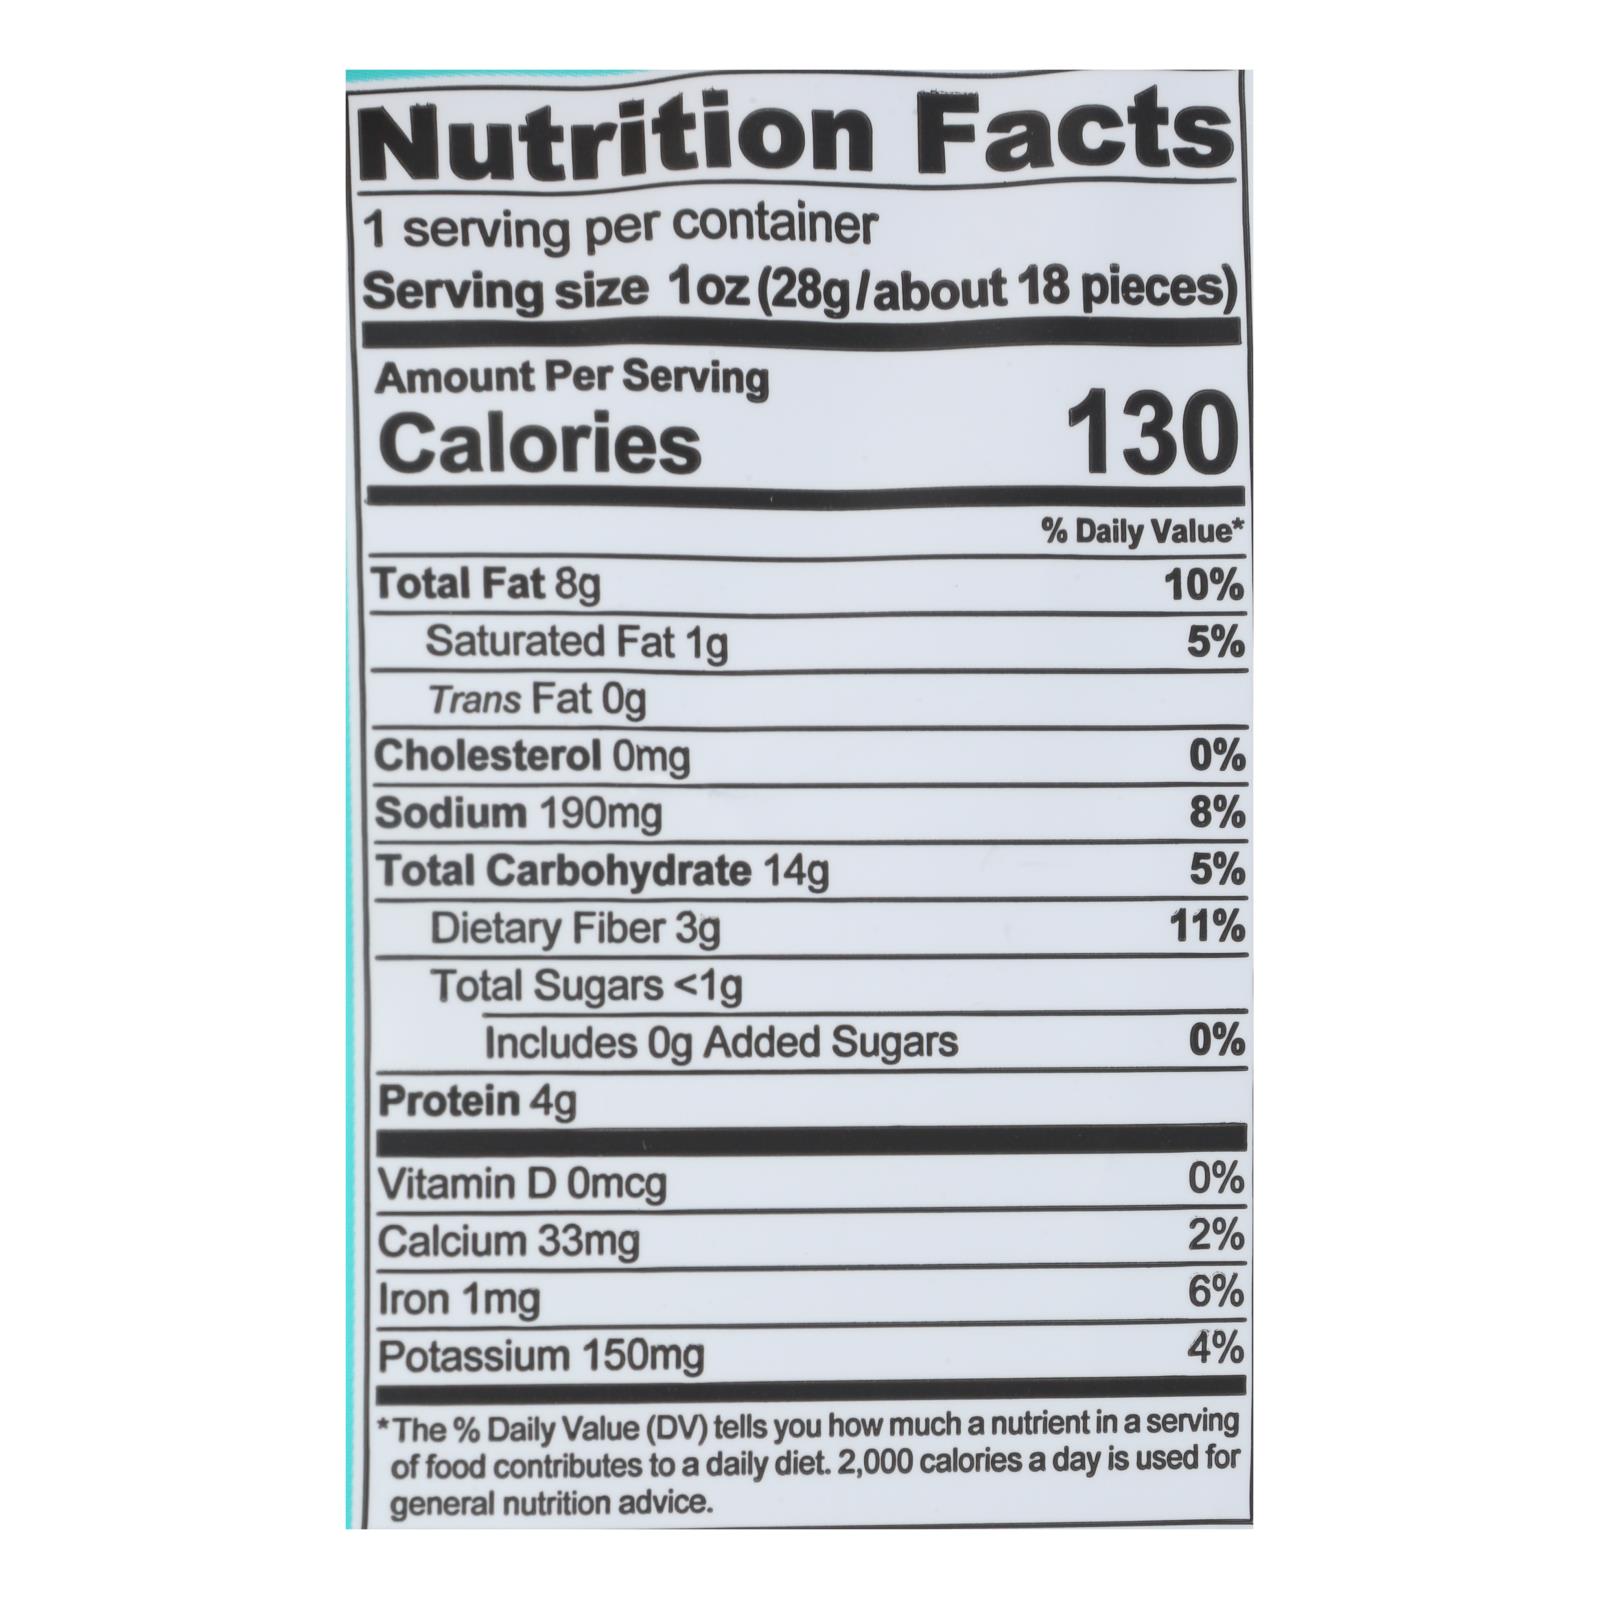 Nutrition Facts
1 serving per container
Serving size 1oz (28g/about 18 pieces)
Amount Per Serving
Calories 130
% Daily Value*
Total Fat 8g 10%
Saturated Fat 1g 5%
Trans Fat 0g
Cholesterol 0mg 0%
Sodium 190mg 8%
Total Carbohydrate 14g 5%
Dietary Fiber 3g 11%
Total Sugars <1g
Includes 0g Added Sugars 0%
Protein 4g
Vitamin D 0mcg 0%
Calcium 33mg 2%
Iron 1mg 6%
Potassium 150mg 4%
*The % Daily Value (DV) tells you how much a nutrient in a serving
of food contributes to a daily diet. 2,000 calories a day is used for
general nutrition advice.